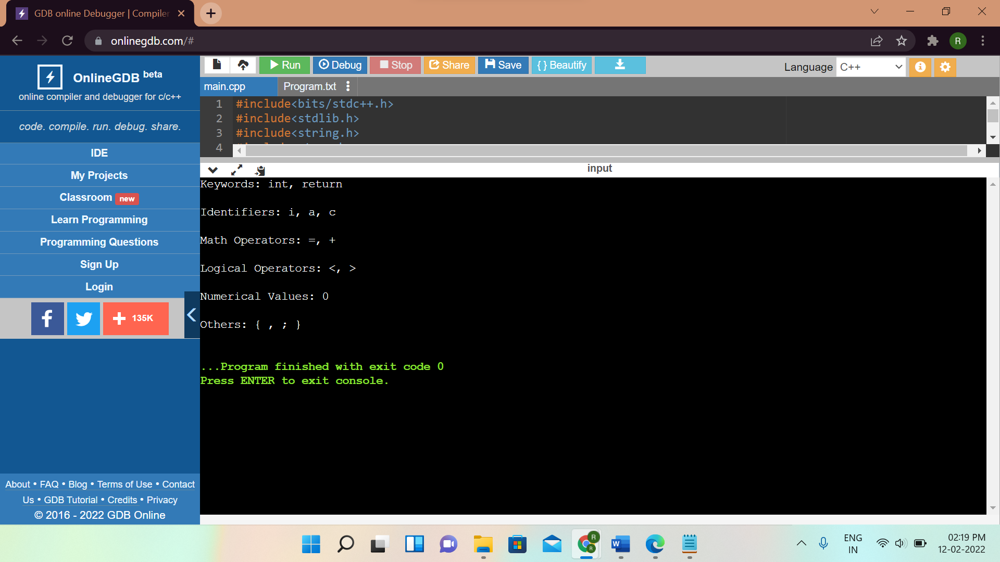 GDB online Debugger | Compiler
onlinegdb.com/#
R
OnlineGDB beta
online compiler and debugger for c/c++
code. compile. run. debug. share.
IDE
My Projects
Classroom new
Learn Programming
Programming Questions
Sign Up
Login
135K
About • FAQ • Blog • Terms of Use • Contact
Us • GDB Tutorial • Credits • Privacy
© 2016 - 2022 GDB Online
Run Debug Stop Share Save { } Beautify
Language C++
main.cpp Program.txt
1 #include<bits/stdc++.h>
2 #include<stdlib.h>
3 #include<string.h>
4
input
Keywords: int, return
Identifiers: i, a, c
Math Operators: =, +
Logical Operators: <, >
Numerical Values: 0
Others: { , ; }
...Program finished with exit code 0
Press ENTER to exit console.
R
R
W
ENG
IN
02:19 PM
12-02-2022